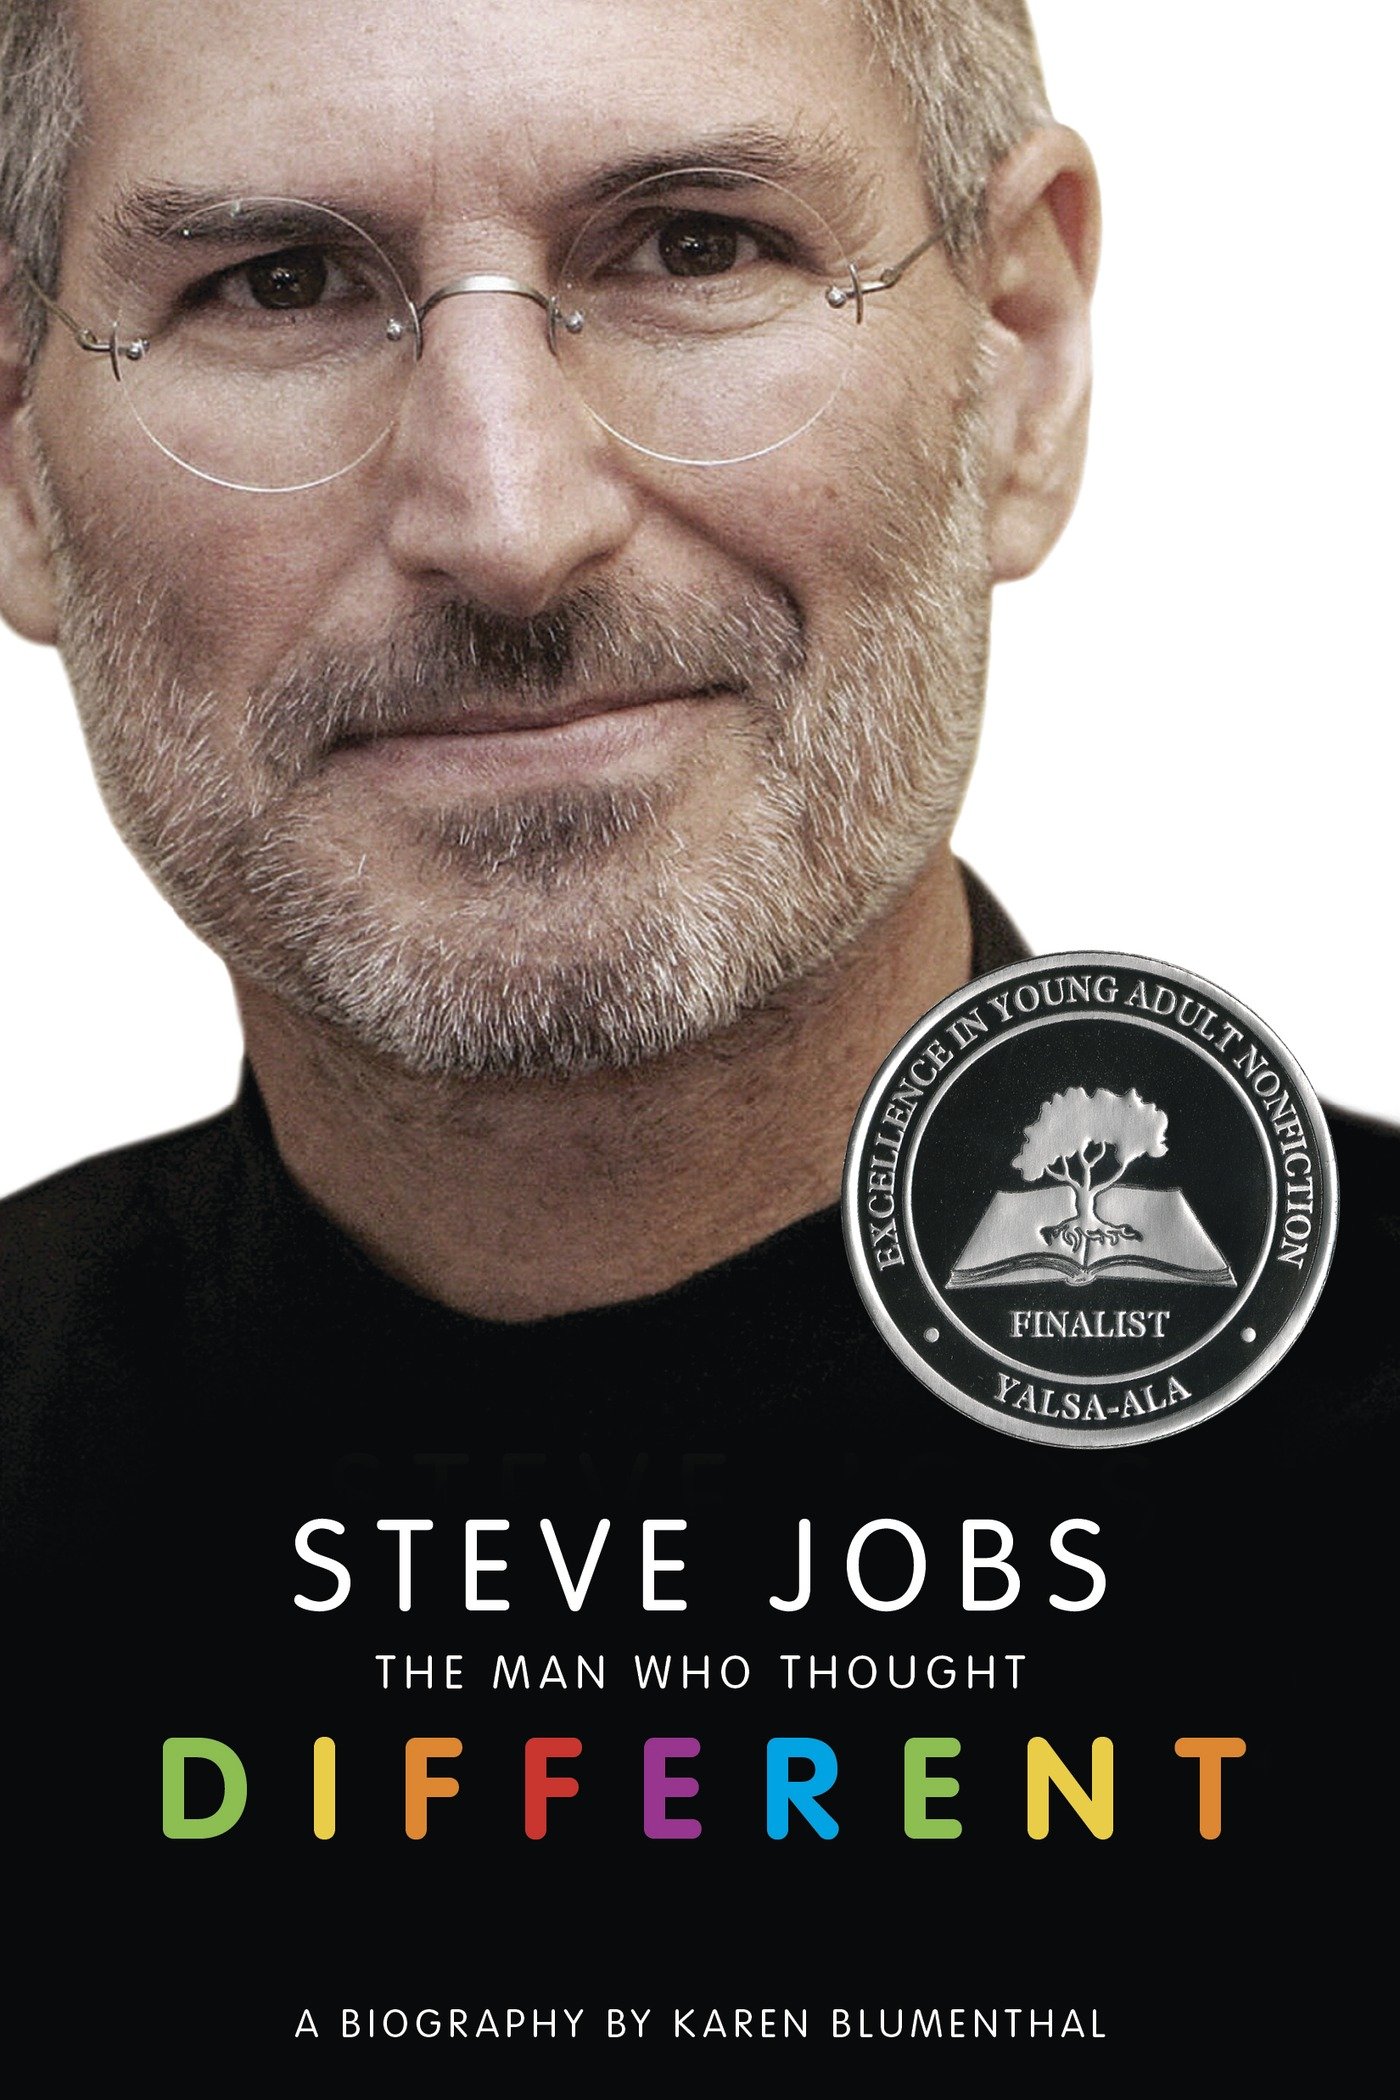 EXCELLENCE IN YOUNG ADULT NONFICTION
FINALIST
YALSA-ALA
STEVE JOBS
THE MAN WHO THOUGHT
DIFFERENT
A BIOGRAPHY BY KAREN BLUMENTHAL